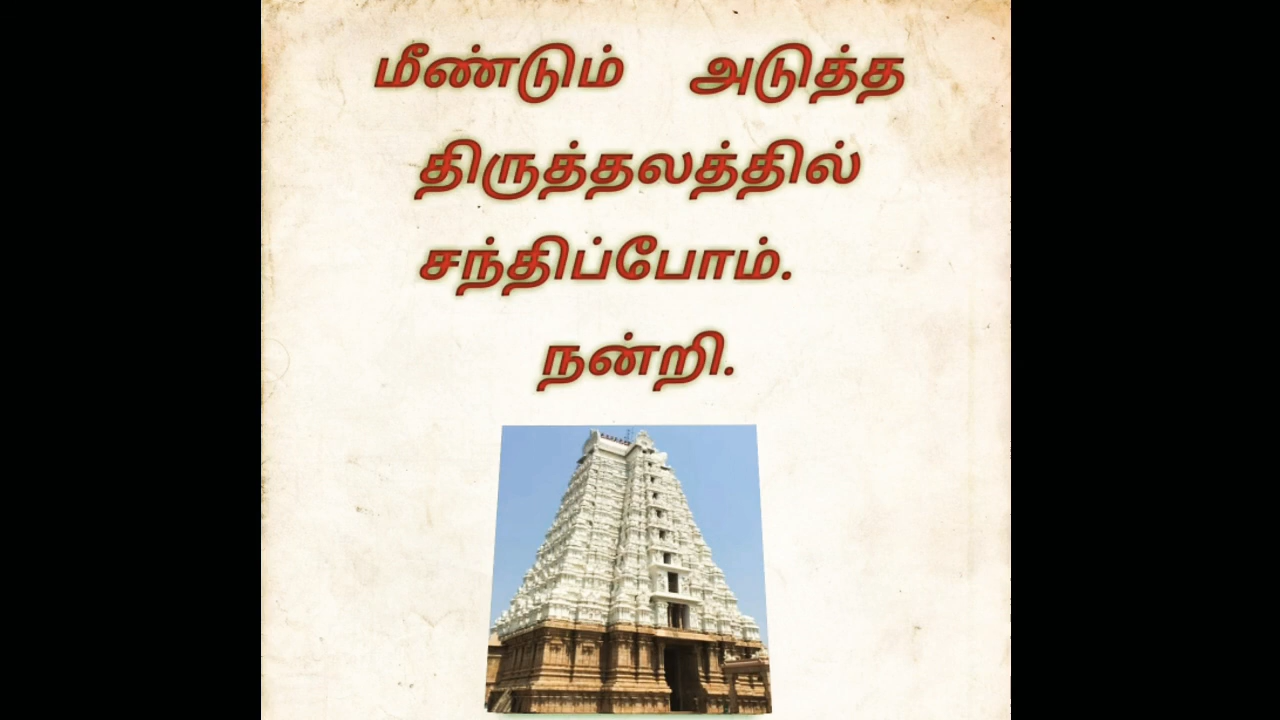 மீண்டும் அடுத்த
திருத்தலத்தில்
சந்திப்போம்.
நன்றி.